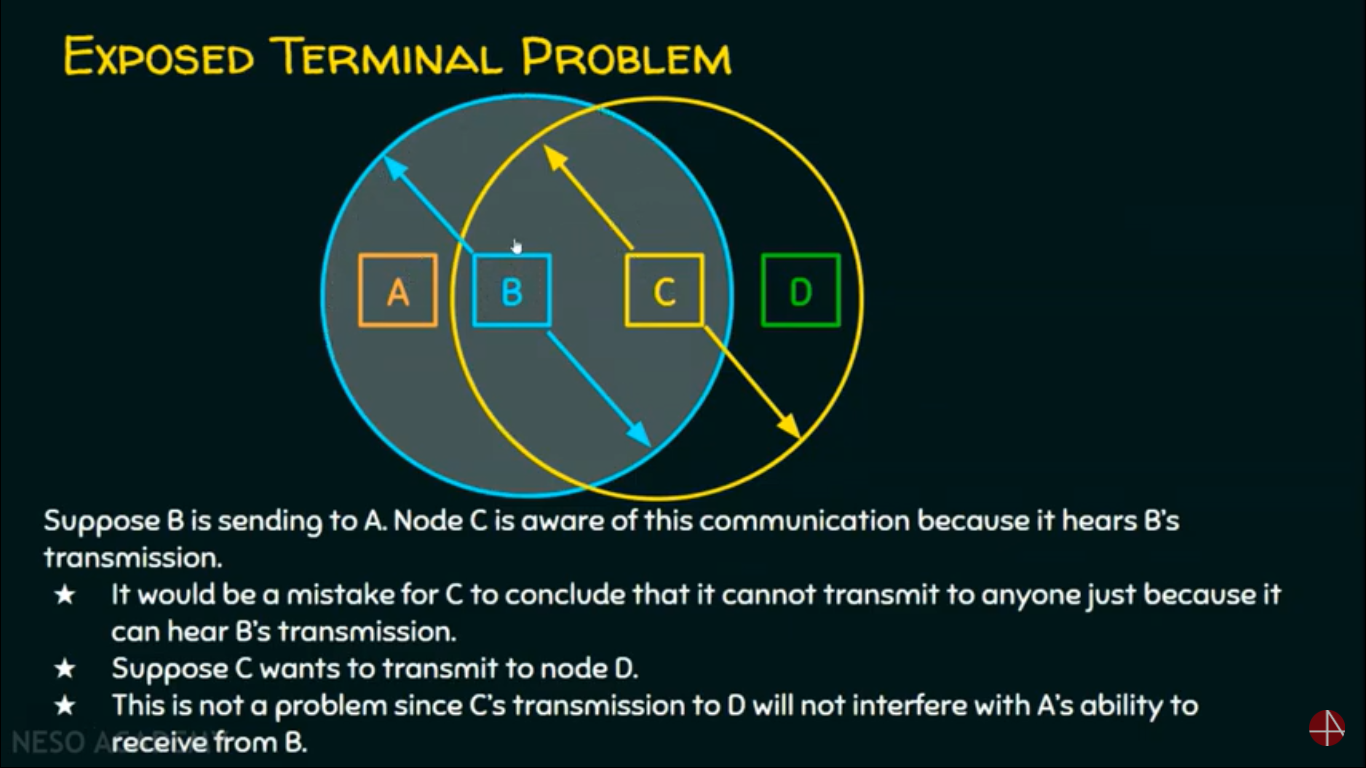 EXPOSED TERMINAL PROBLEM
A
B
C
D
Suppose B is sending to A. Node C is aware of this communication because it hears B's
transmission.
★ It would be a mistake for C to conclude that it cannot transmit to anyone just because it
can hear B's transmission.
★ Suppose C wants to transmit to node D.
★ This is not a problem since C's transmission to D will not interfere with A's ability to
receive from B.
NESO ACADEMY